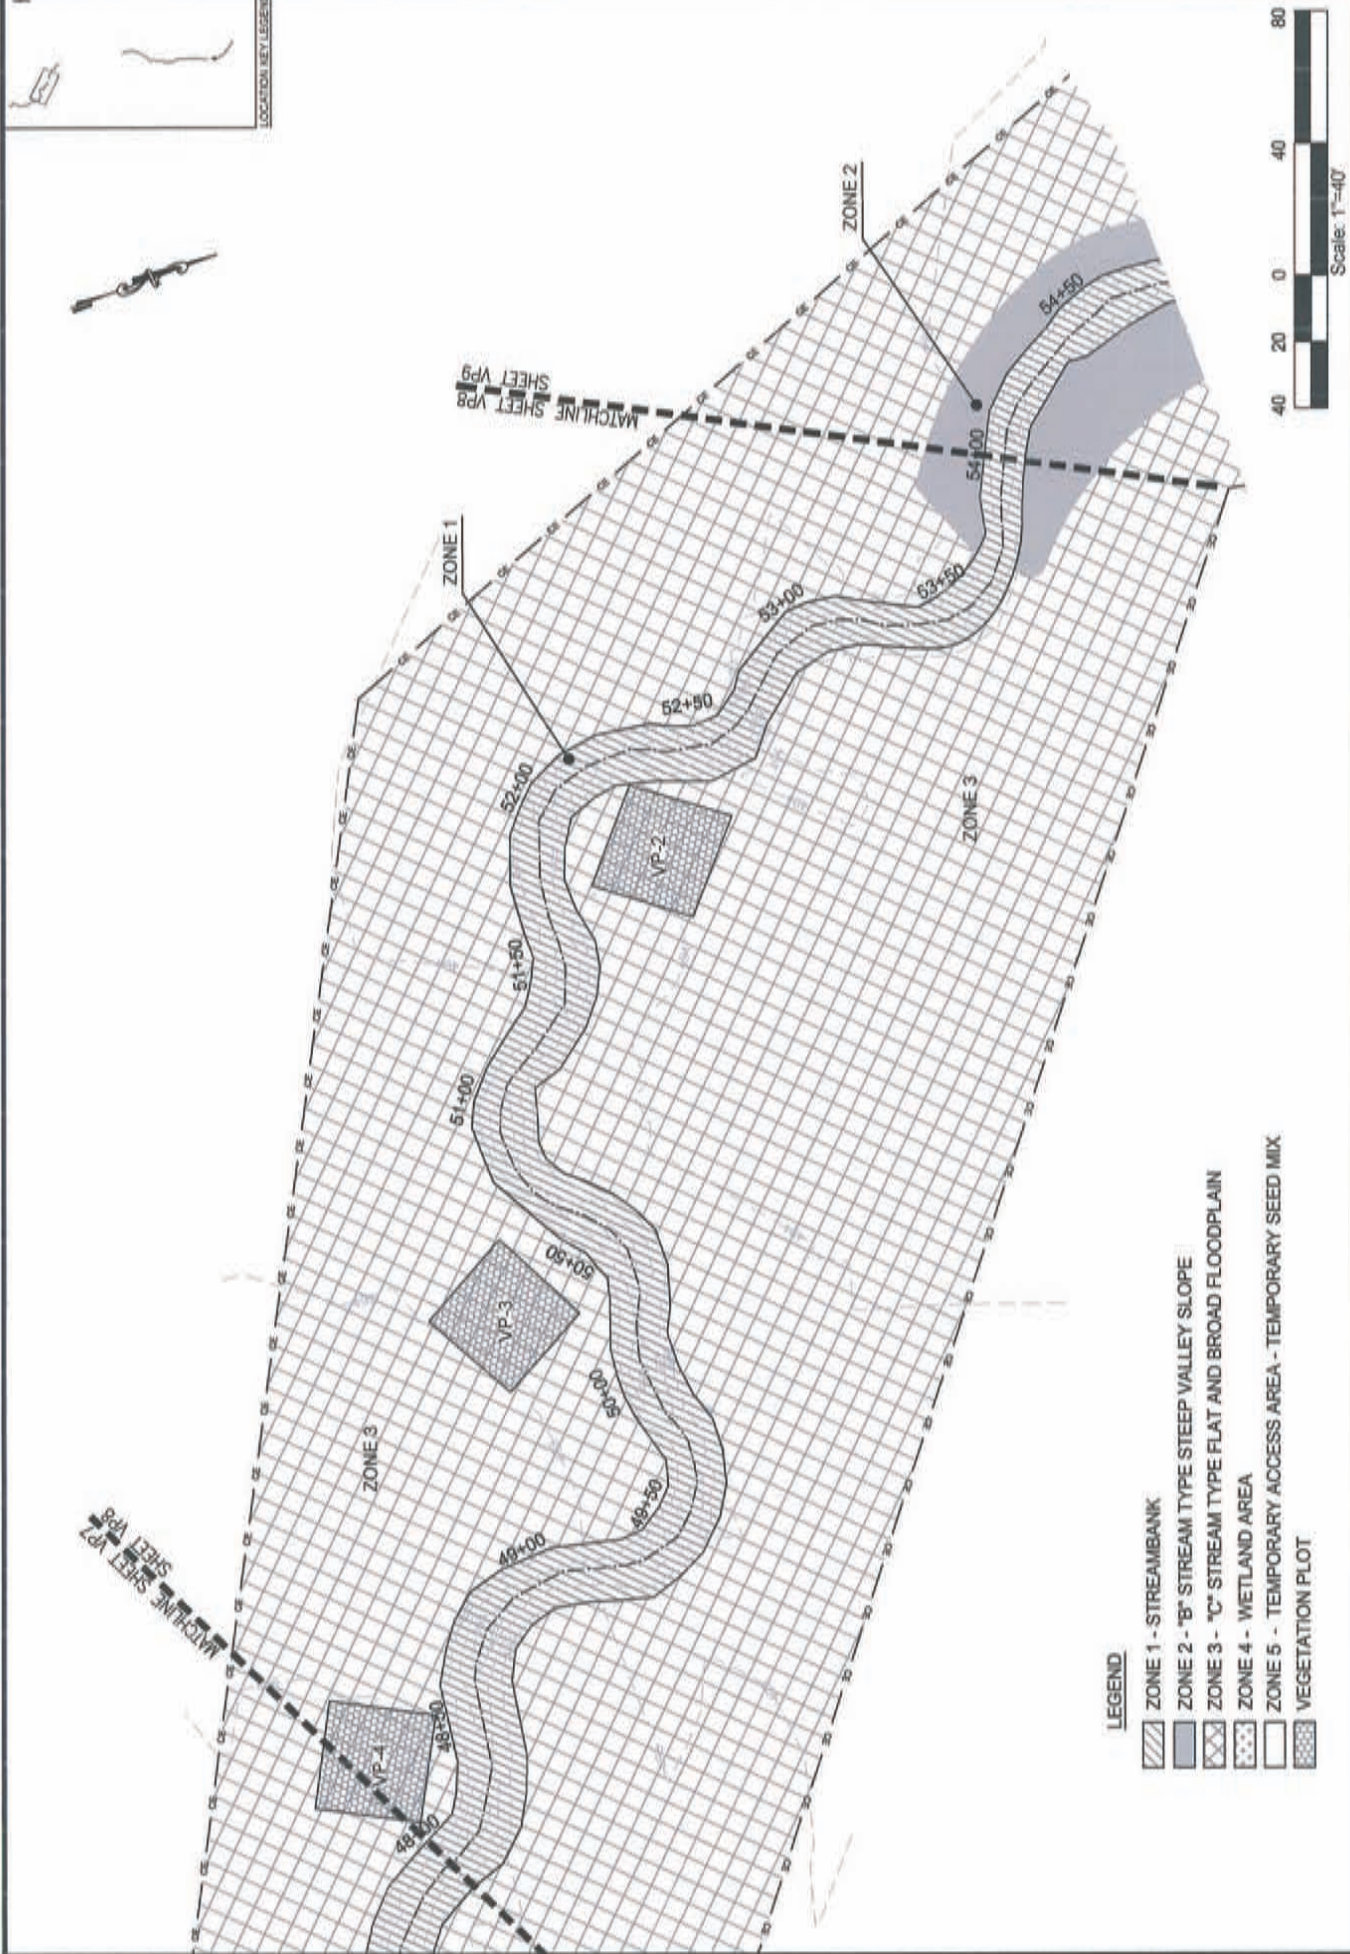 LOCATION KEY LEGEND
MATCHLINE SHEET VP7
SHEET VP8
VP-4
48+00
48+50
49+00
49+50
ZONE 3
VP-3
50+00
50+50
51+00
51+50
52+00
ZONE 1
VP-2
52+50
53+00
53+50
ZONE 3
MATCHLINE SHEET VP8
SHEET VP9
54+00
54+50
ZONE 2
LEGEND
ZONE 1 - STREAMBANK
ZONE 2 - "B" STREAM TYPE STEEP VALLEY SLOPE
ZONE 3 - "C" STREAM TYPE FLAT AND BROAD FLOODPLAIN
ZONE 4 - WETLAND AREA
ZONE 5 - TEMPORARY ACCESS AREA - TEMPORARY SEED MIX
VEGETATION PLOT
40 20 0 40 80
Scale: 1"=40'